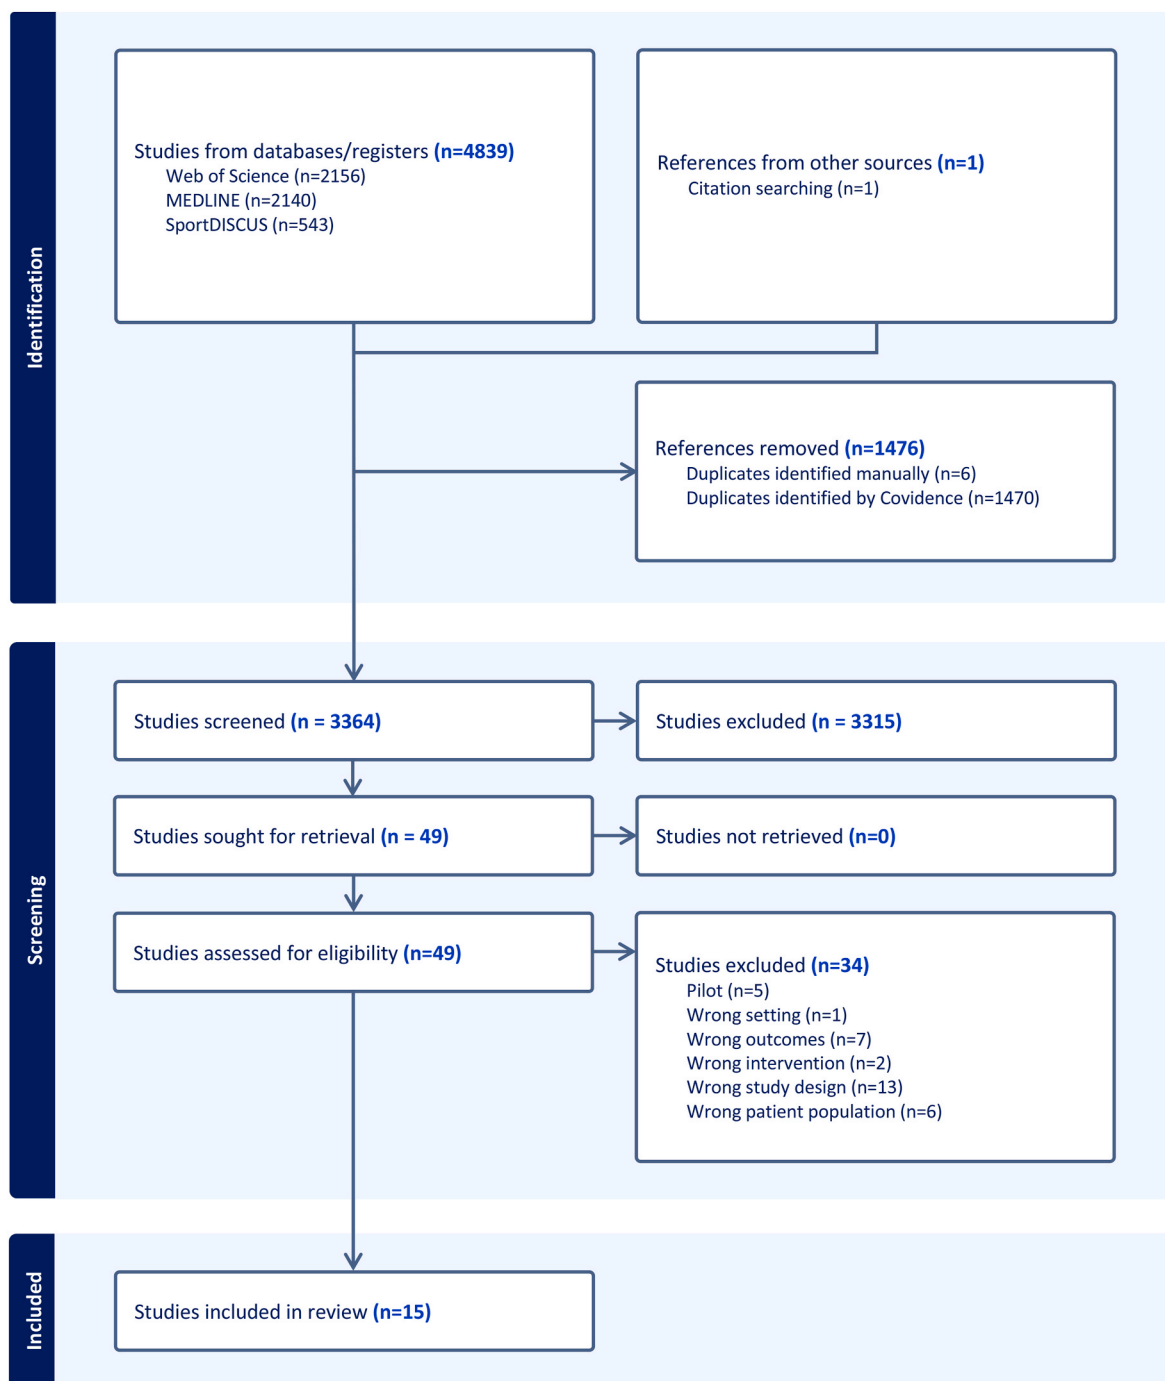 Identification
Studies from databases/registers (n=4839)
Web of Science (n=2156)
MEDLINE (n=2140)
SportDISCUS (n=543)
References from other sources (n=1)
Citation searching (n=1)
References removed (n=1476)
Duplicates identified manually (n=6)
Duplicates identified by Covidence (n=1470)
Screening
Studies screened (n = 3364)
Studies excluded (n = 3315)
Studies sought for retrieval (n = 49)
Studies not retrieved (n=0)
Studies assessed for eligibility (n=49)
Studies excluded (n=34)
Pilot (n=5)
Wrong setting (n=1)
Wrong outcomes (n=7)
Wrong intervention (n=2)
Wrong study design (n=13)
Wrong patient population (n=6)
Included
Studies included in review (n=15)